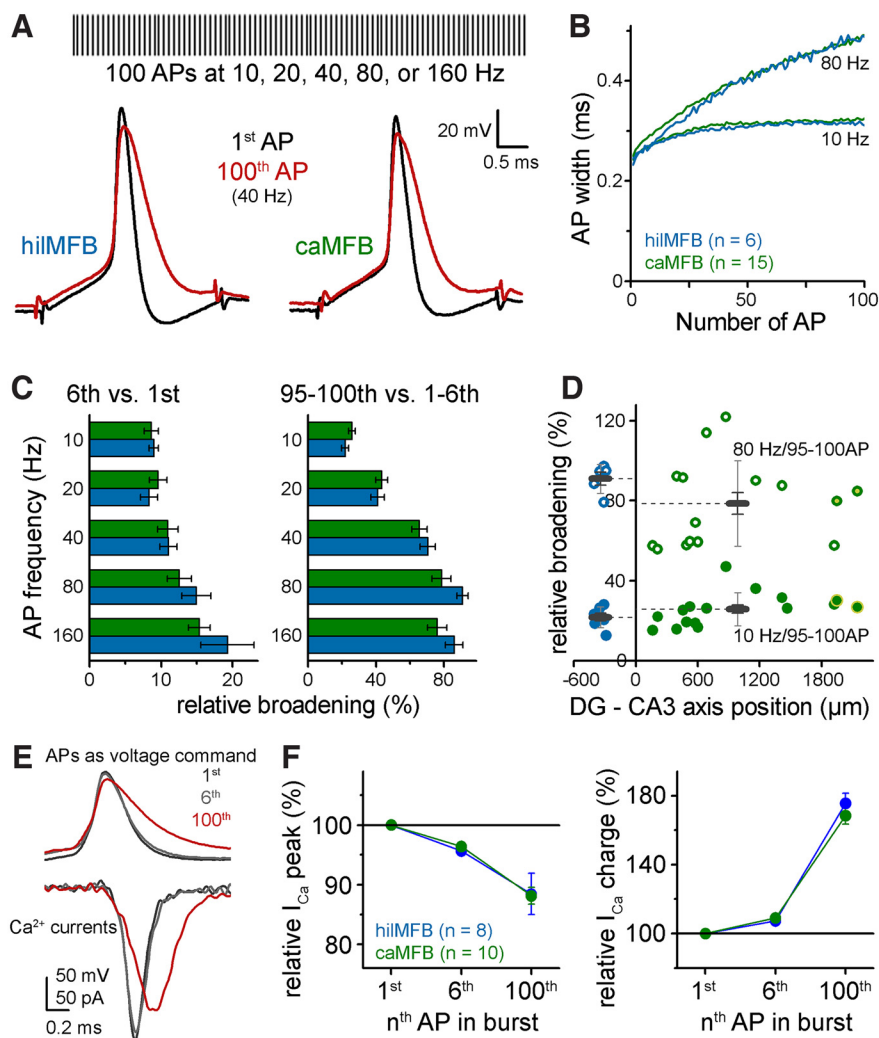 A
100 APs at 10, 20, 40, 80, or 160 Hz
1st AP
100th AP
(40 Hz)
20 mV
0.5 ms
hilMFB
caMFB
B
AP width (ms)
0.4
0.2
0
80 Hz
10 Hz
hilMFB (n = 6)
caMFB (n = 15)
0 50 100
Number of AP
C
6th vs. 1st
95-100th vs. 1-6th
AP frequency (Hz)
10
20
40
80
160
10
20
40
80
160
0 10 20
0 40 80
relative broadening (%)
D
relative broadening (%)
120
80
40
0
80 Hz/95-100AP
10 Hz/95-100AP
-600 0 600 1200 1800
DG - CA3 axis position (µm)
E
APs as voltage command
1st
6th
100th
Ca2+ currents
50 mV
50 pA
0.2 ms
F
relative ICa peak (%)
100
90
80
hilMFB (n = 8)
caMFB (n = 10)
1st 6th 100th
nth AP in burst
relative ICa charge (%)
180
140
100
1st 6th 100th
nth AP in burst